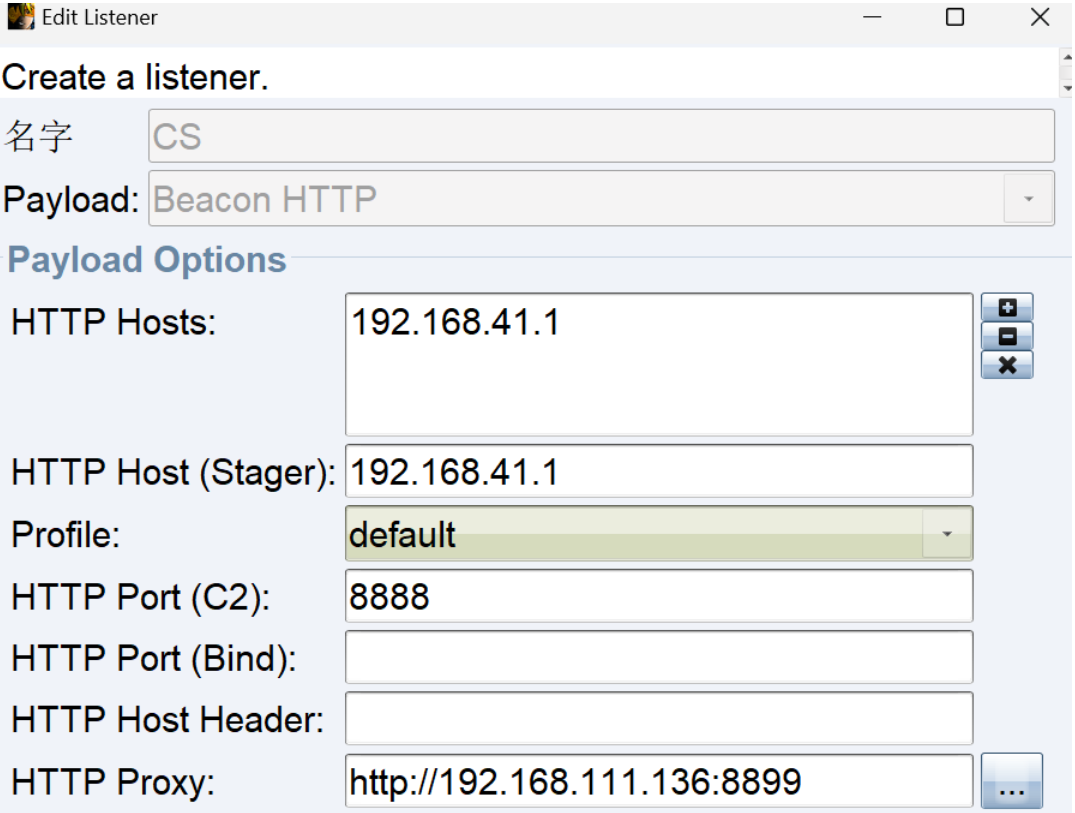 Edit Listener
Create a listener.
名字 CS
Payload: Beacon HTTP
Payload Options
HTTP Hosts: 192.168.41.1
HTTP Host (Stager): 192.168.41.1
Profile: default
HTTP Port (C2): 8888
HTTP Port (Bind):
HTTP Host Header:
HTTP Proxy: http://192.168.111.136:8899 ...